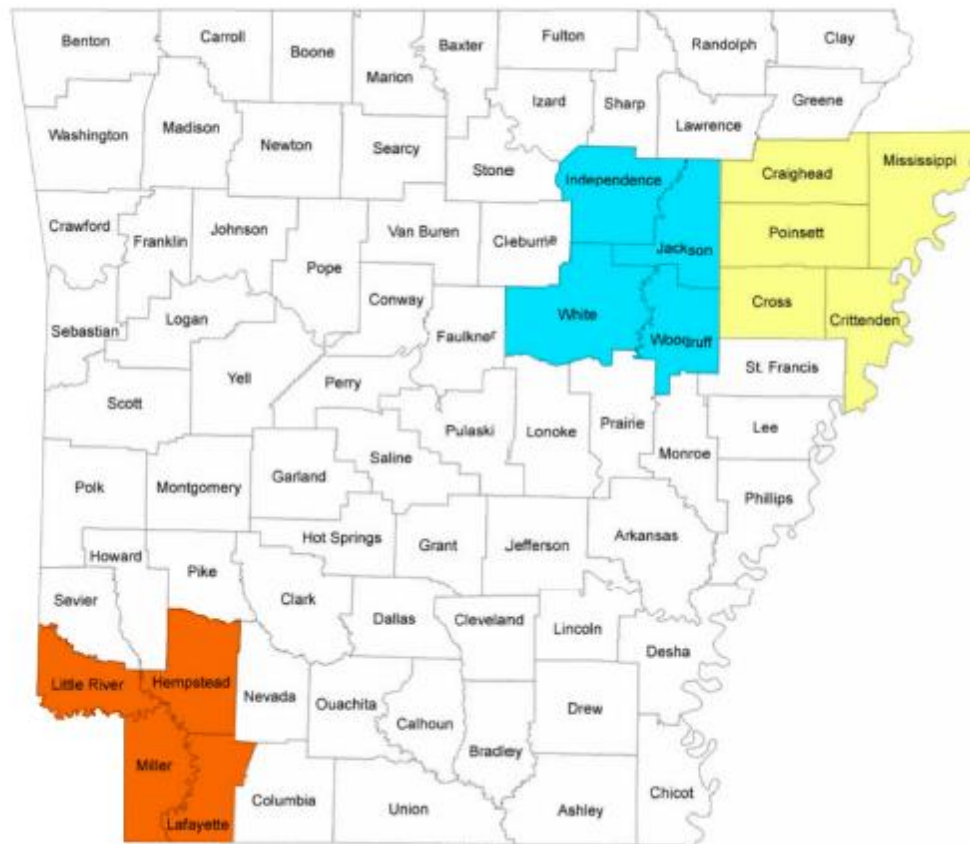 Benton
Carroll
Boone
Marion
Baxter
Fulton
Randolph
Clay
Izard
Sharp
Greene
Lawrence
Washington
Madison
Newton
Searcy
Stone
Independence
Craighead
Mississippi
Crawford
Franklin
Johnson
Van Buren
Cleburne
Jackson
Poinsett
Pope
Conway
Sebastian
Logan
Faulkner
White
Woodruff
Cross
Crittenden
Scott
Yell
Perry
St. Francis
Pulaski
Lonoke
Prairie
Lee
Saline
Monroe
Polk
Montgomery
Garland
Phillips
Hot Springs
Grant
Jefferson
Arkansas
Howard
Pike
Sevier
Clark
Dallas
Cleveland
Lincoln
Desha
Little River
Hempstead
Nevada
Ouachita
Calhoun
Drew
Bradley
Miller
Lafayette
Columbia
Union
Ashley
Chicot